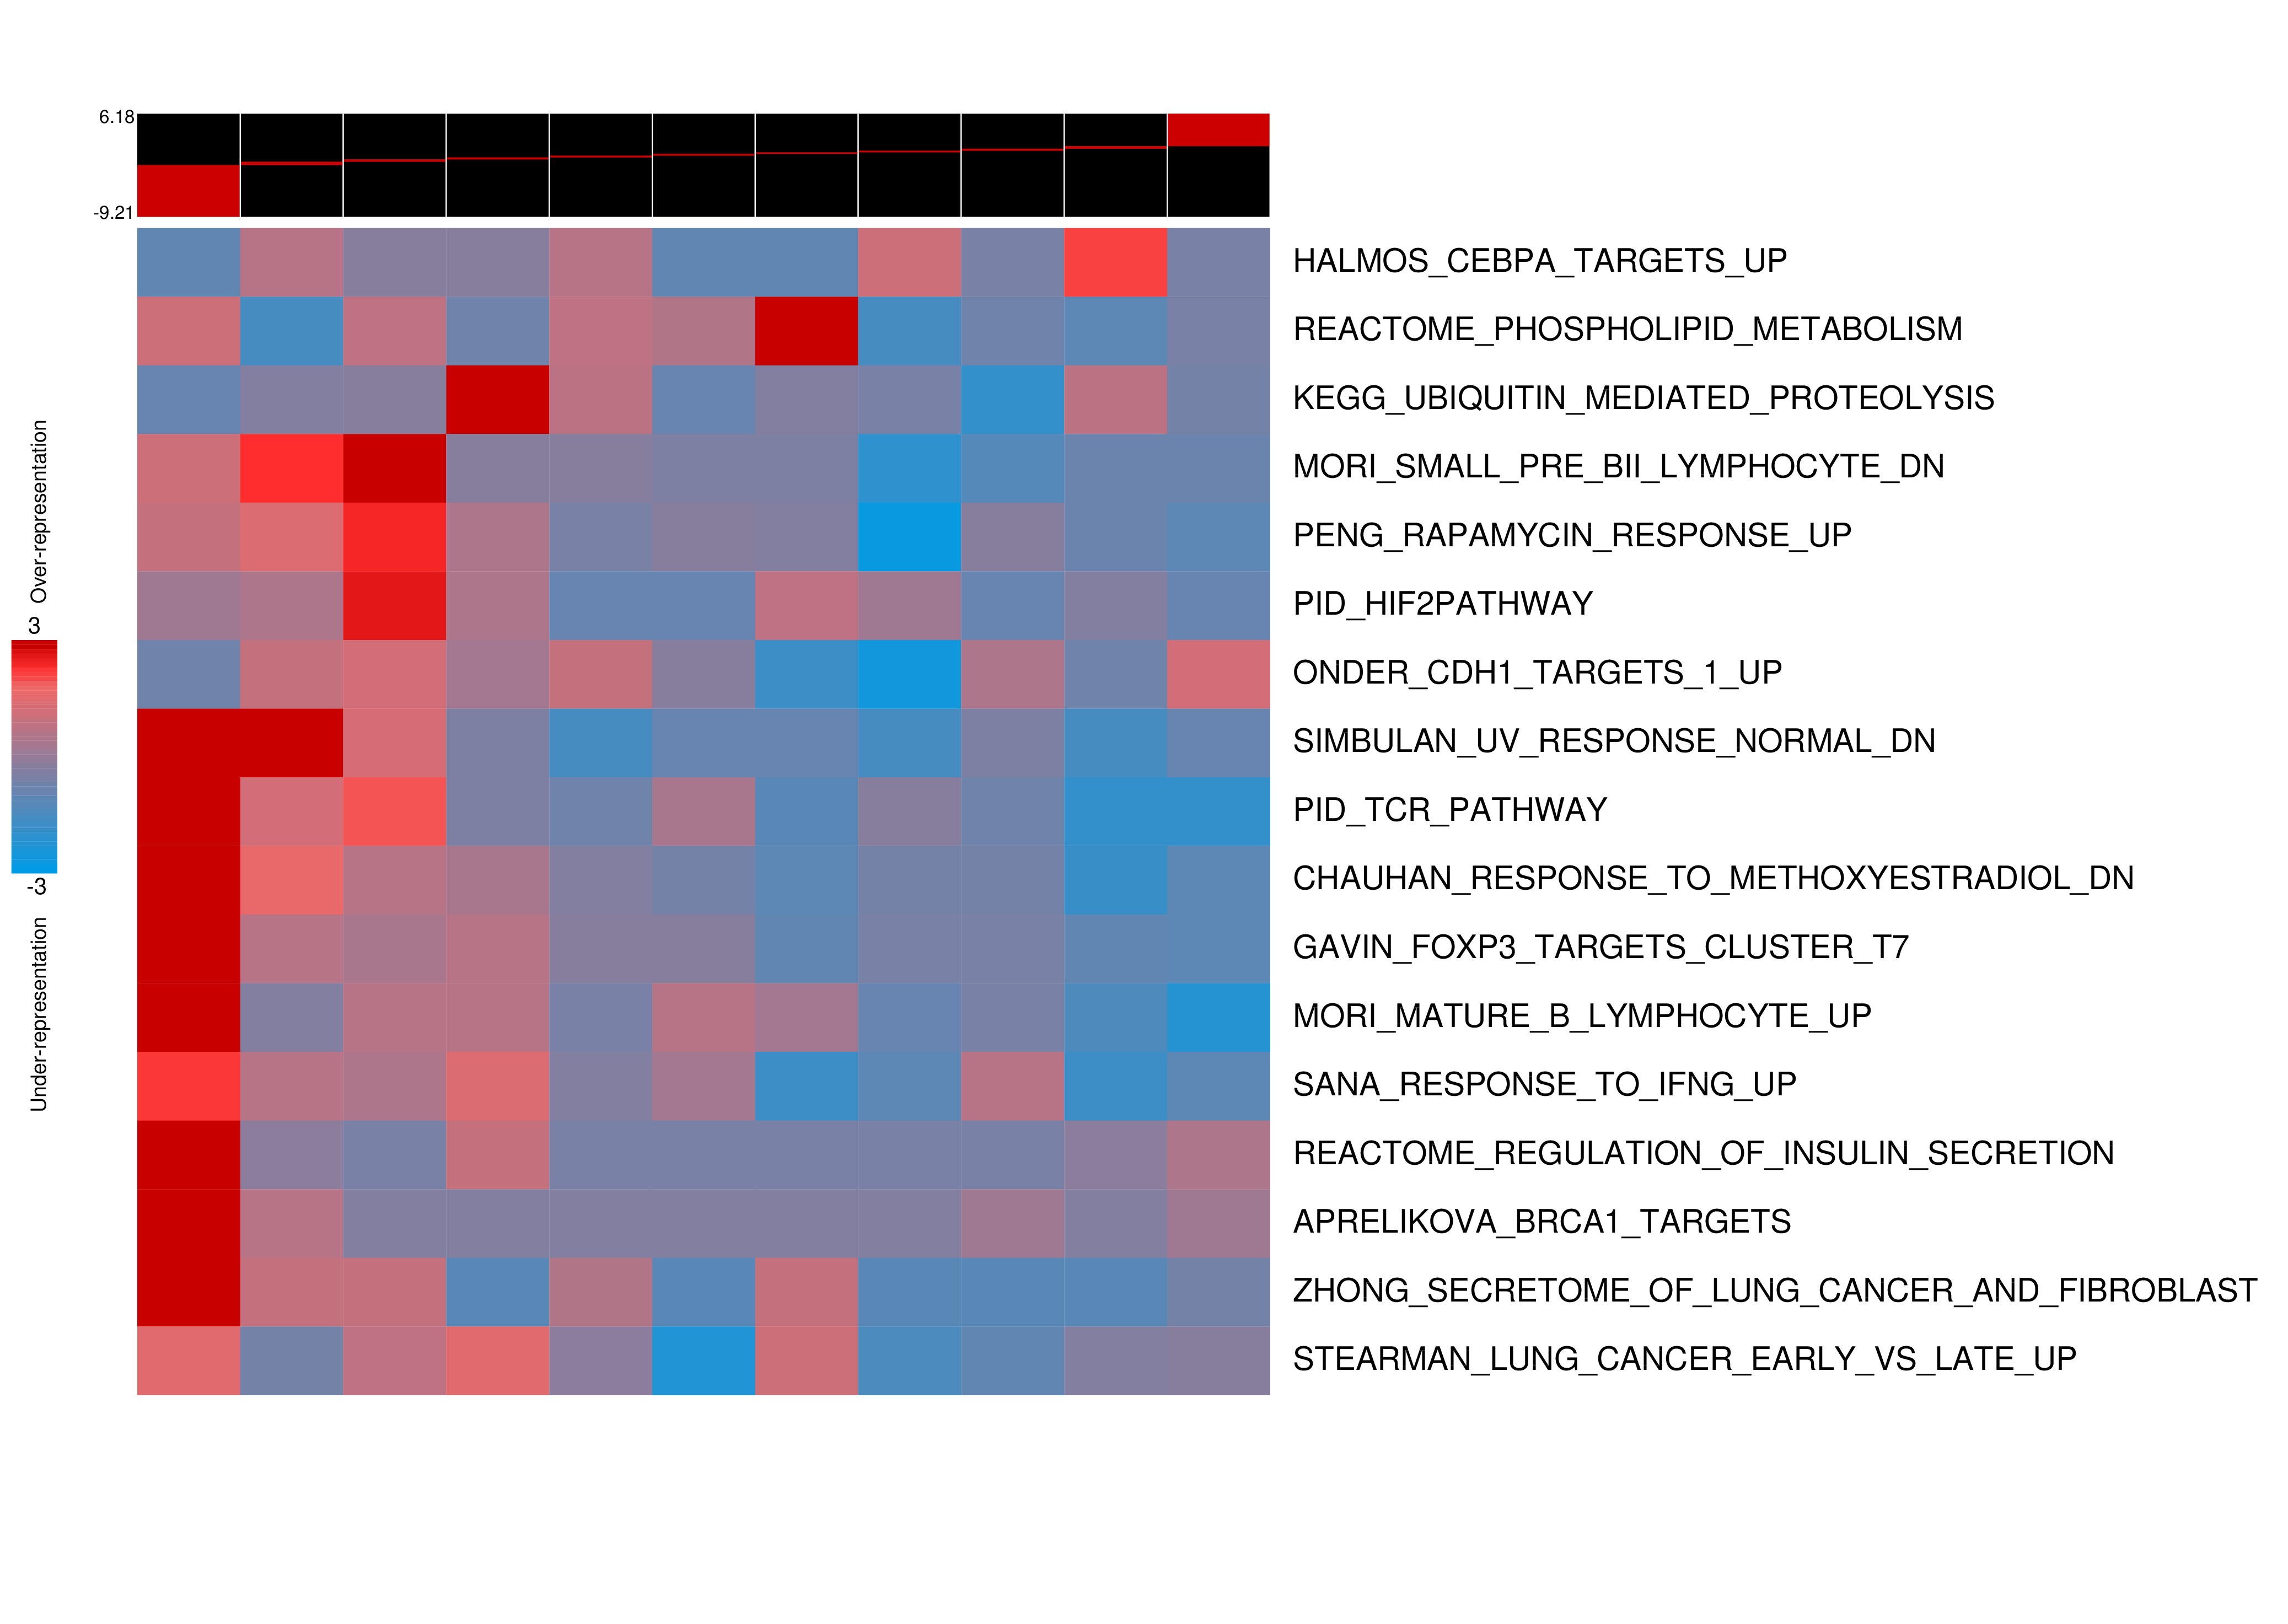 6.18
-9.21
HALMOS_CEBPA_TARGETS_UP
REACTOME_PHOSPHOLIPID_METABOLISM
KEGG_UBIQUITIN_MEDIATED_PROTEOLYSIS
MORI_SMALL_PRE_BII_LYMPHOCYTE_DN
PENG_RAPAMYCIN_RESPONSE_UP
PID_HIF2PATHWAY
ONDER_CDH1_TARGETS_1_UP
SIMBULAN_UV_RESPONSE_NORMAL_DN
PID_TCR_PATHWAY
CHAUHAN_RESPONSE_TO_METHOXYESTRADIOL_DN
GAVIN_FOXP3_TARGETS_CLUSTER_T7
MORI_MATURE_B_LYMPHOCYTE_UP
SANA_RESPONSE_TO_IFNG_UP
REACTOME_REGULATION_OF_INSULIN_SECRETION
APRELIKOVA_BRCA1_TARGETS
ZHONG_SECRETOME_OF_LUNG_CANCER_AND_FIBROBLAST
STEARMAN_LUNG_CANCER_EARLY_VS_LATE_UP
Over-representation
3
-3
Under-representation